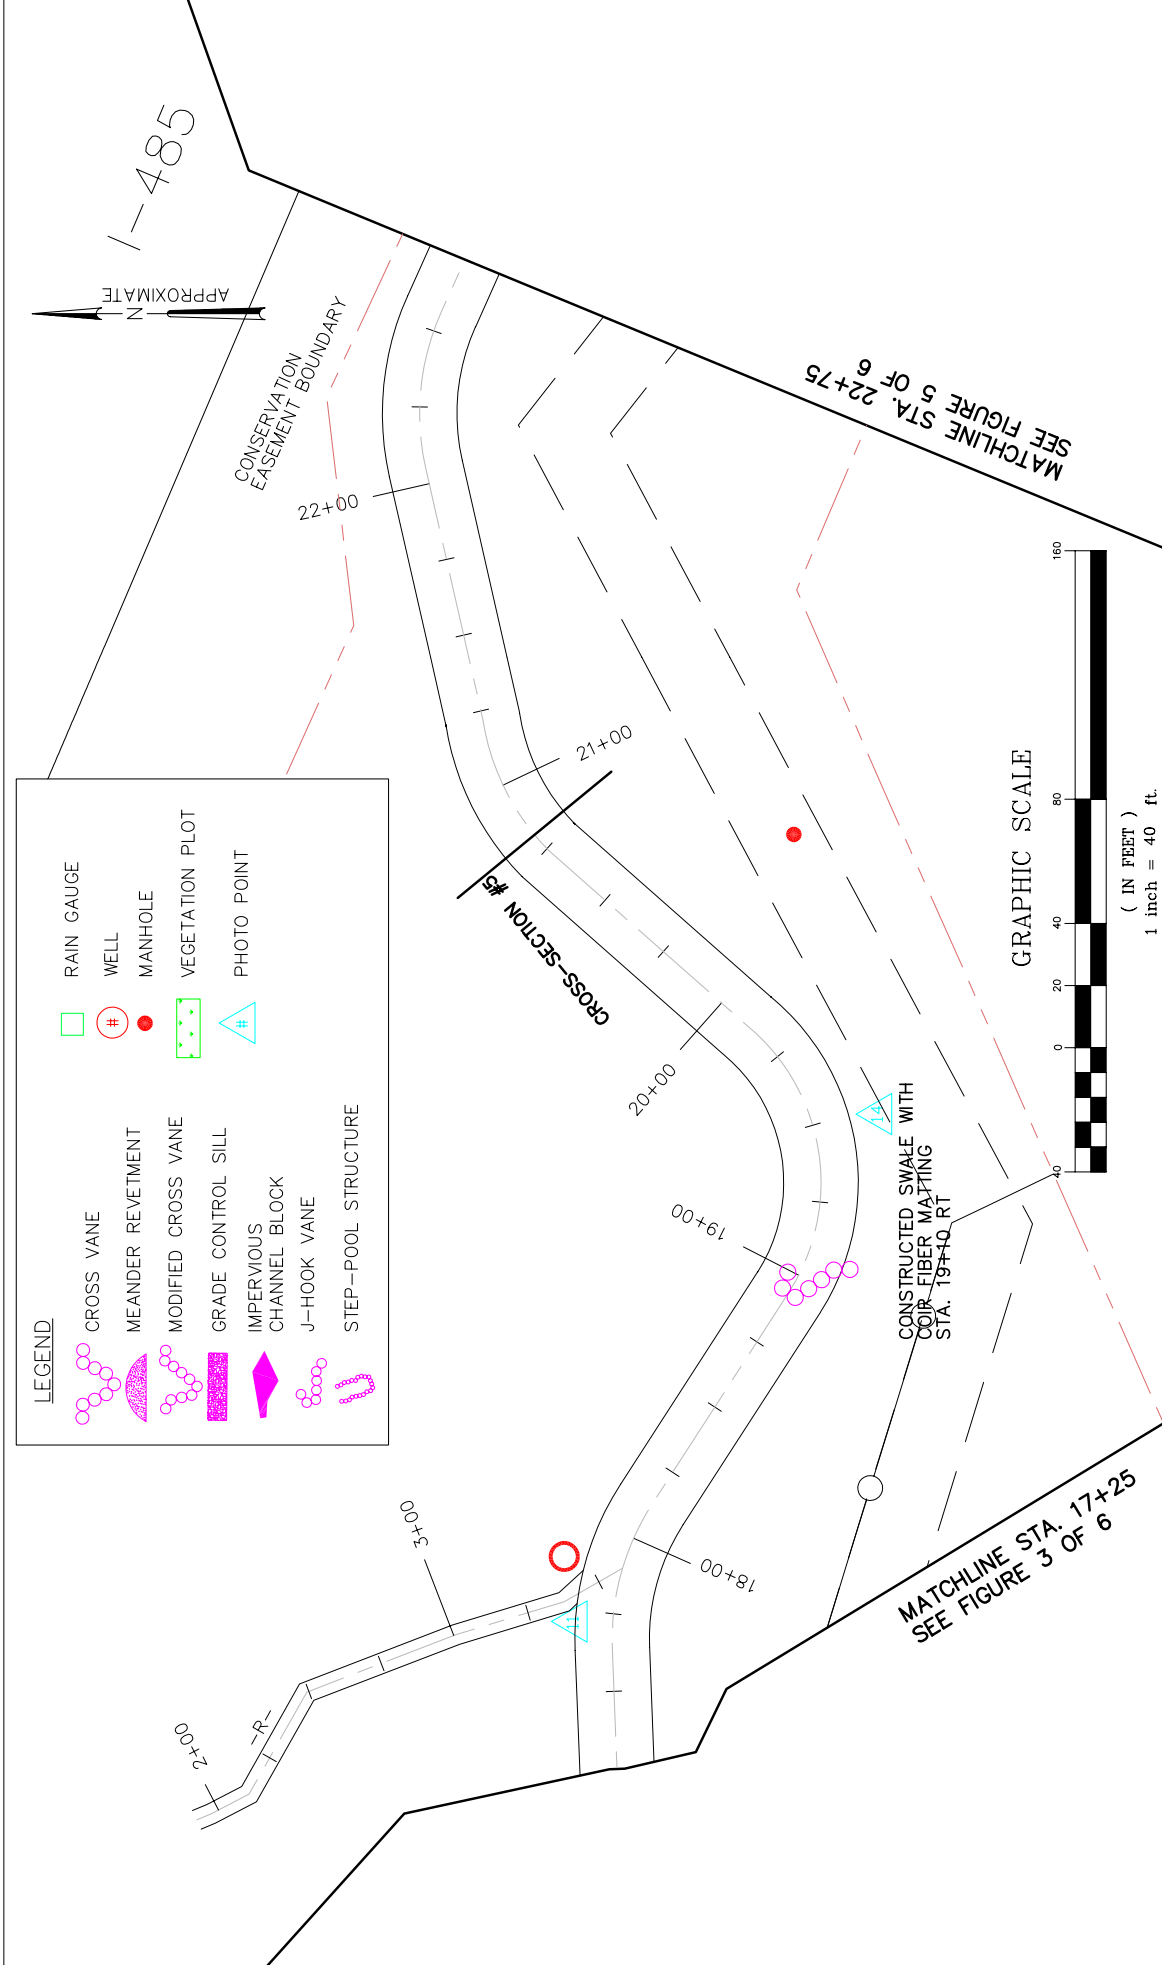 LEGEND
CROSS VANE
MEANDER REVETMENT
MODIFIED CROSS VANE
GRADE CONTROL SILL
IMPERVIOUS
CHANNEL BLOCK
J-HOOK VANE
STEP-POOL STRUCTURE
RAIN GAUGE
#
WELL
MANHOLE
VEGETATION PLOT
#
PHOTO POINT
I-485
APPROXIMATE
N
CONSERVATION
EASEMENT BOUNDARY
22+00
21+00
CROSS-SECTION #5
20+00
19+00
18+00
3+00
2+00
-R-
11
14
CONSTRUCTED SWALE WITH
COIR FIBER MATTING
STA. 19+10 RT
MATCHLINE STA. 22+75
SEE FIGURE 5 OF 6
MATCHLINE STA. 17+25
SEE FIGURE 3 OF 6
GRAPHIC SCALE
40 0 20 40 80 160
( IN FEET )
1 inch = 40 ft.